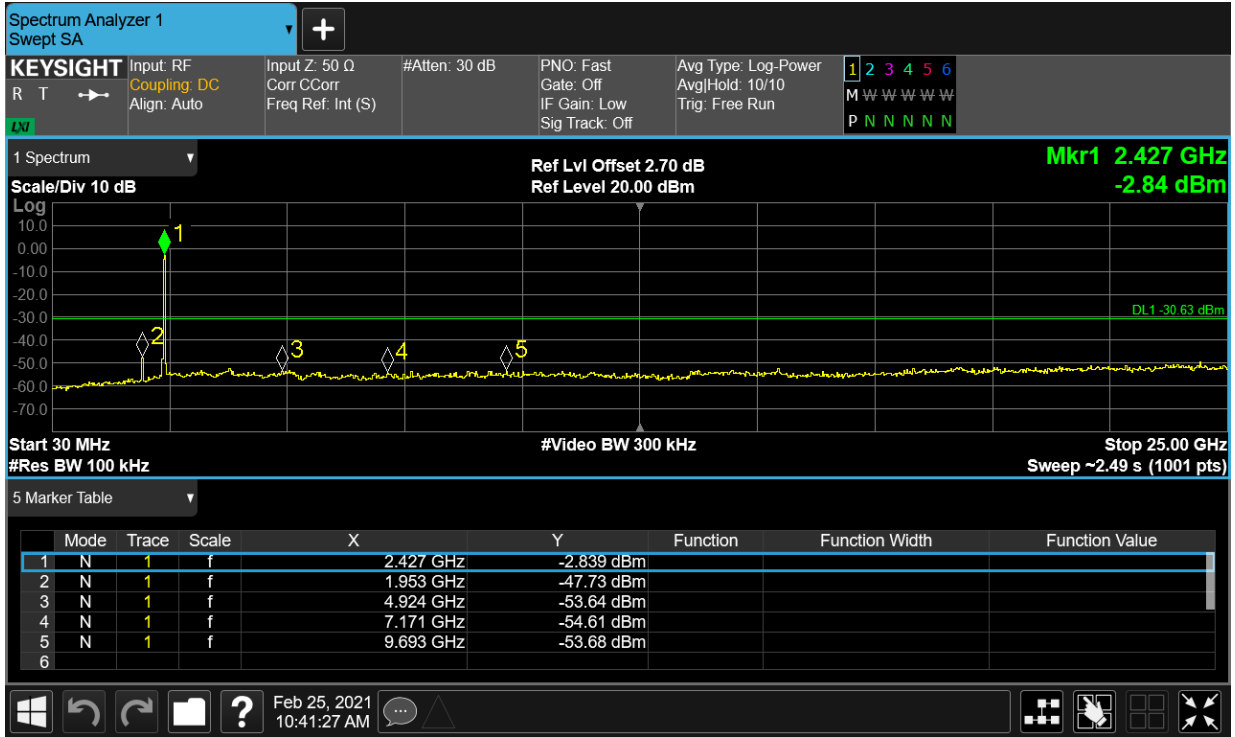 Spectrum Analyzer 1
Swept SA
KEYSIGHT Input: RF Input Z: 50 Ω #Atten: 30 dB PNO: Fast Avg Type: Log-Power 1 2 3 4 5 6
R T Coupling: DC Corr CCorr Gate: Off Avg|Hold: 10/10 M W W W W W
Align: Auto Freq Ref: Int (S) IF Gain: Low Trig: Free Run
LXI Sig Track: Off P N N N N N
1 Spectrum Ref Lvl Offset 2.70 dB Mkr1 2.427 GHz
Scale/Div 10 dB Ref Level 20.00 dBm -2.84 dBm
Log
10.0
1
0.00
-10.0
-20.0
-30.0 DL1 -30.63 dBm
-40.0 2
3 4 5
-50.0
-60.0
-70.0
Start 30 MHz #Video BW 300 kHz Stop 25.00 GHz
#Res BW 100 kHz Sweep ~2.49 s (1001 pts)
5 Marker Table
Mode Trace Scale X Y Function Function Width Function Value
1 N 1 f 2.427 GHz -2.839 dBm
2 N 1 f 1.953 GHz -47.73 dBm
3 N 1 f 4.924 GHz -53.64 dBm
4 N 1 f 7.171 GHz -54.61 dBm
5 N 1 f 9.693 GHz -53.68 dBm
6
? Feb 25, 2021
10:41:27 AM